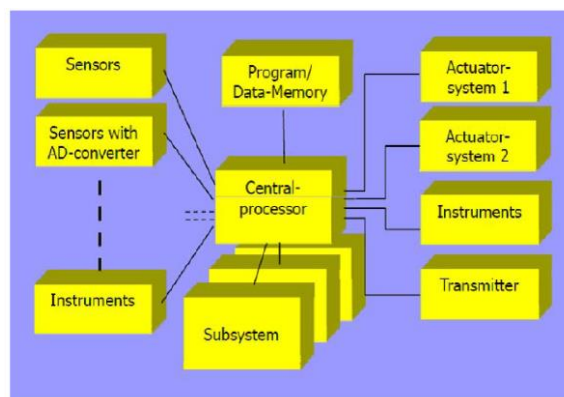 Sensors
Program/
Data-Memory
Actuator-
system 1
Sensors with
AD-converter
Actuator-
system 2
Central-
processor
Instruments
Instruments
Transmitter
Subsystem